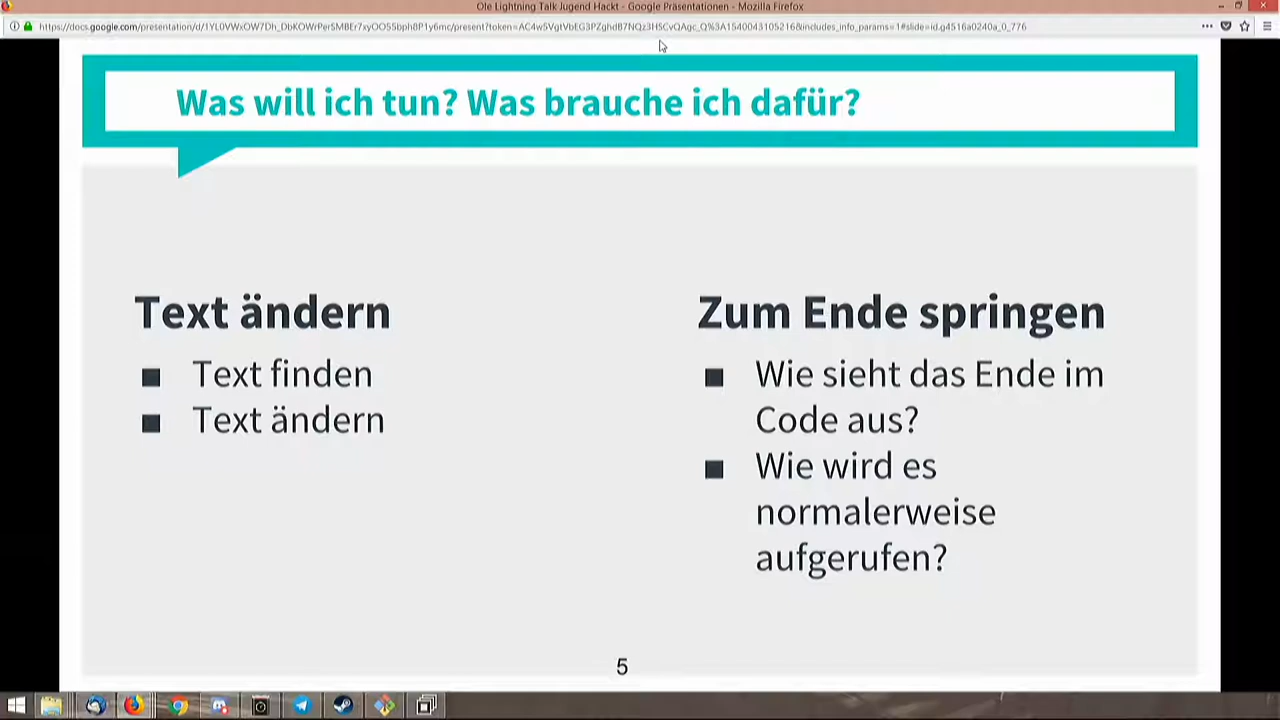 Ole Lightning Talk Jugend Hackt - Google Präsentationen - Mozilla Firefox
Was will ich tun? Was brauche ich dafür?
Text ändern
■ Text finden
■ Text ändern
Zum Ende springen
■ Wie sieht das Ende im
Code aus?
■ Wie wird es
normalerweise
aufgerufen?
5